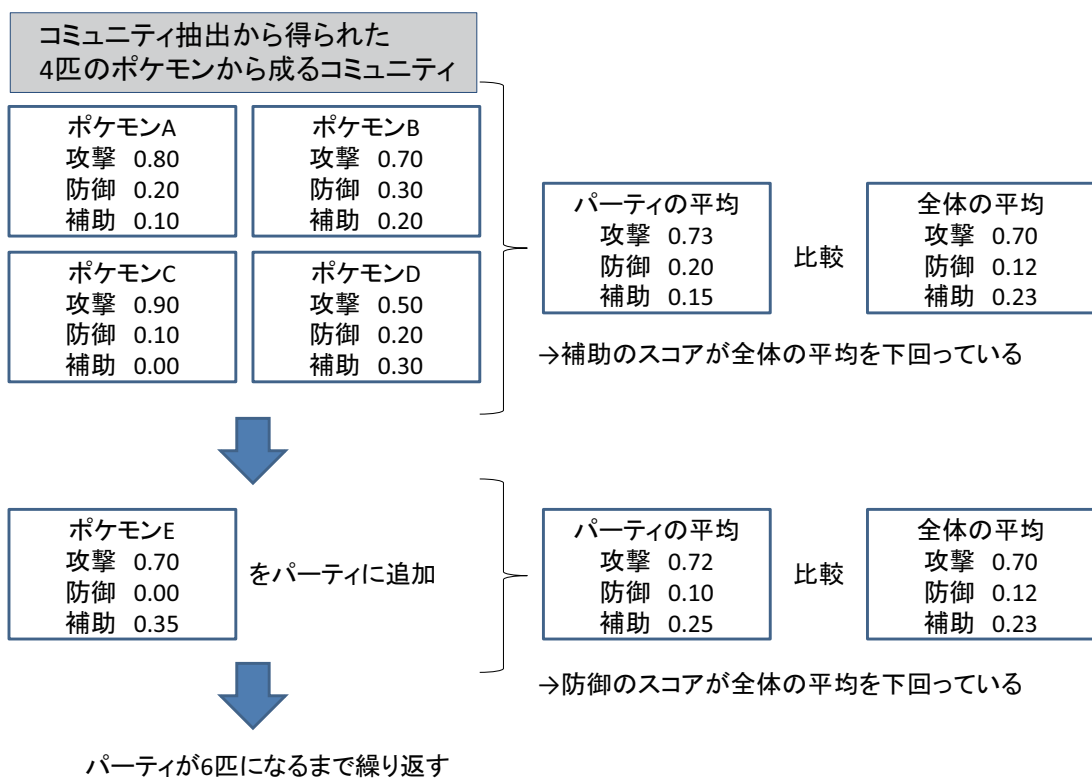 コミュニティ抽出から得られた
4匹のポケモンから成るコミュニティ
ポケモンA
攻撃 0.80
防御 0.20
補助 0.10
ポケモンB
攻撃 0.70
防御 0.30
補助 0.20
ポケモンC
攻撃 0.90
防御 0.10
補助 0.00
ポケモンD
攻撃 0.50
防御 0.20
補助 0.30
パーティの平均
攻撃 0.73
防御 0.20
補助 0.15
比較
全体の平均
攻撃 0.70
防御 0.12
補助 0.23
→補助のスコアが全体の平均を下回っている
ポケモンE
攻撃 0.70
防御 0.00
補助 0.35
をパーティに追加
パーティの平均
攻撃 0.72
防御 0.10
補助 0.25
比較
全体の平均
攻撃 0.70
防御 0.12
補助 0.23
→防御のスコアが全体の平均を下回っている
パーティが6匹になるまで繰り返す